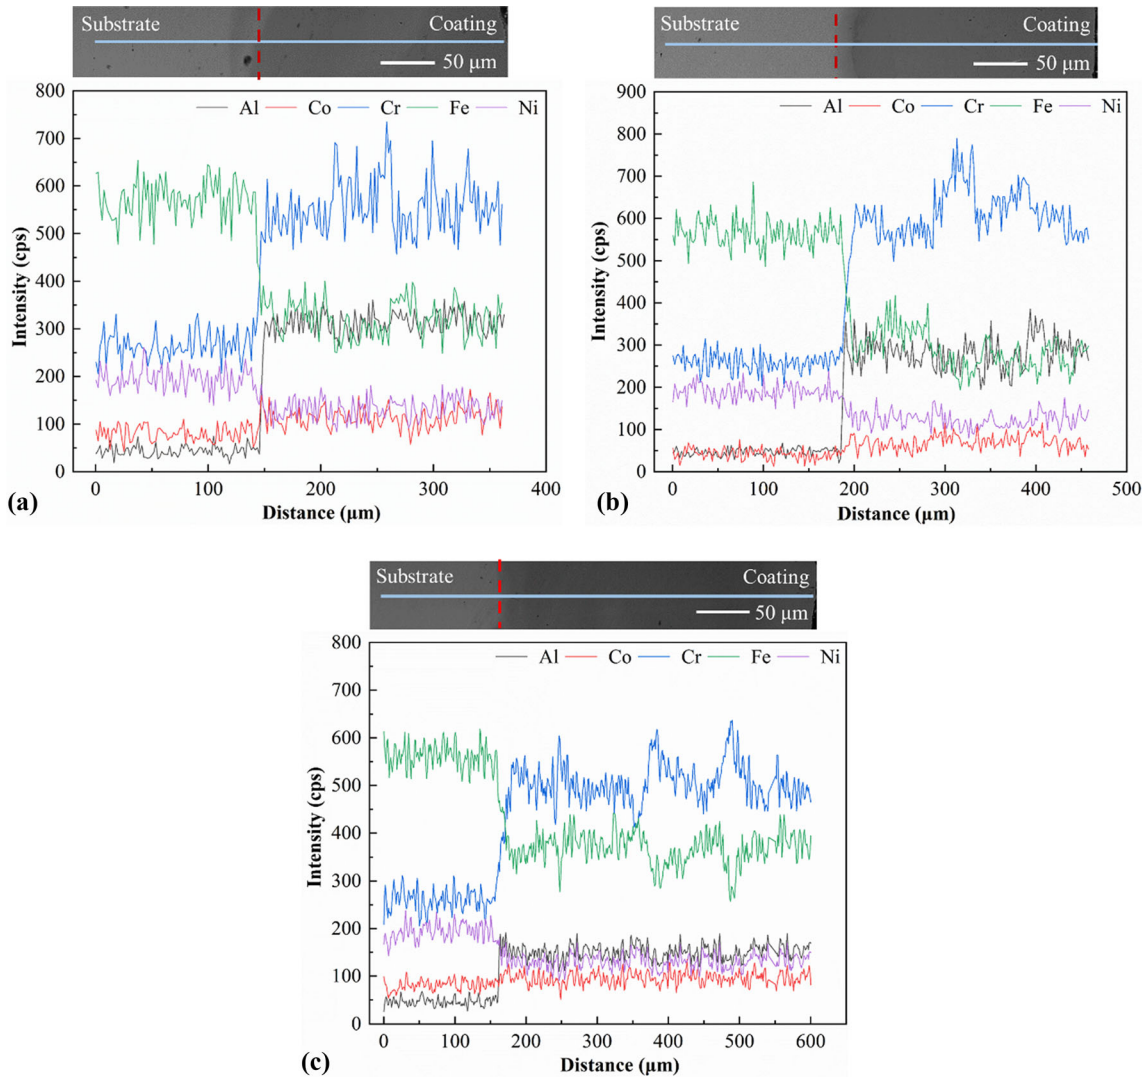 Substrate Coating
50 μm
800
700
600
500
400
300
200
100
0
Intensity (cps)
Al Co Cr Fe Ni
0 100 200 300 400
Distance (μm)
(a)
Substrate Coating
50 μm
900
800
700
600
500
400
300
200
100
0
Intensity (cps)
Al Co Cr Fe Ni
0 100 200 300 400 500
Distance (μm)
(b)
Substrate Coating
50 μm
800
700
600
500
400
300
200
100
0
Intensity (cps)
Al Co Cr Fe Ni
0 100 200 300 400 500 600
Distance (μm)
(c)